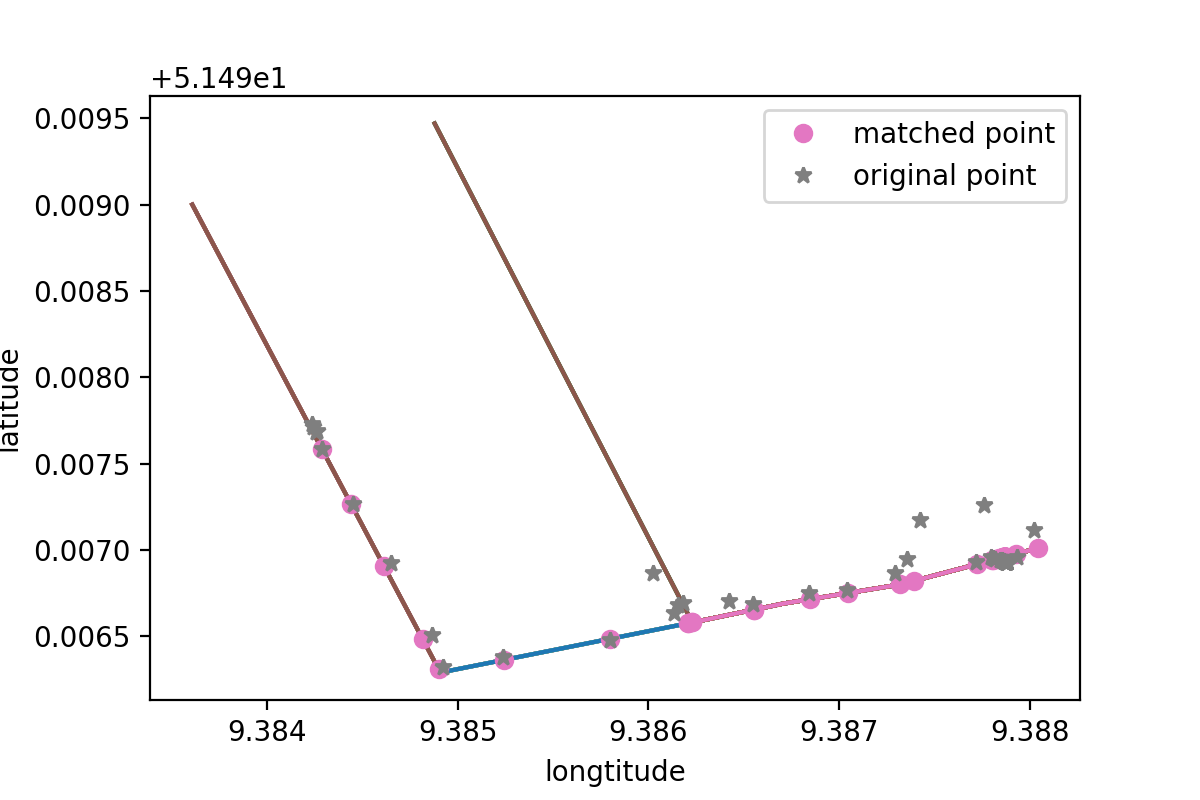 +5.149e1
0.0095
0.0090
0.0085
0.0080
0.0075
0.0070
0.0065
latitude
matched point
original point
9.384 9.385 9.386 9.387 9.388
longtitude